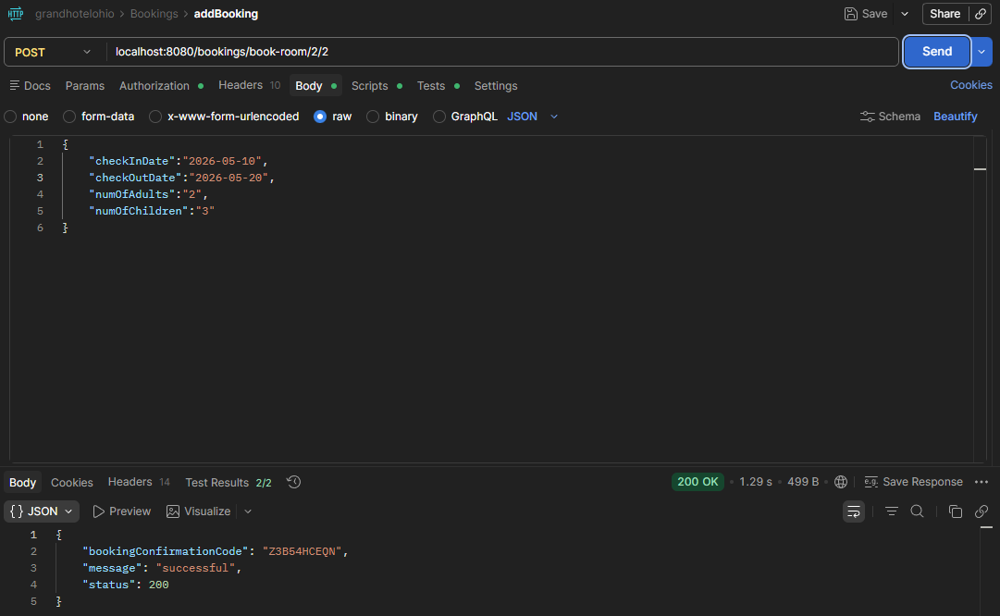 HTTP grandhotelohio > Bookings > addBooking Save Share
POST localhost:8080/bookings/book-room/2/2 Send
Docs Params Authorization Headers 10 Body Scripts Tests Settings Cookies
none form-data x-www-form-urlencoded raw binary GraphQL JSON Schema Beautify
1 {
2 "checkInDate":"2026-05-10",
3 "checkOutDate":"2026-05-20",
4 "numOfAdults":"2",
5 "numOfChildren":"3"
6 }
Body Cookies Headers 14 Test Results 2/2 200 OK • 1.29 s • 499 B • e.g. Save Response
{} JSON Preview Visualize
1 {
2 "bookingConfirmationCode": "Z3B54HCEQN",
3 "message": "successful",
4 "status": 200
5 }